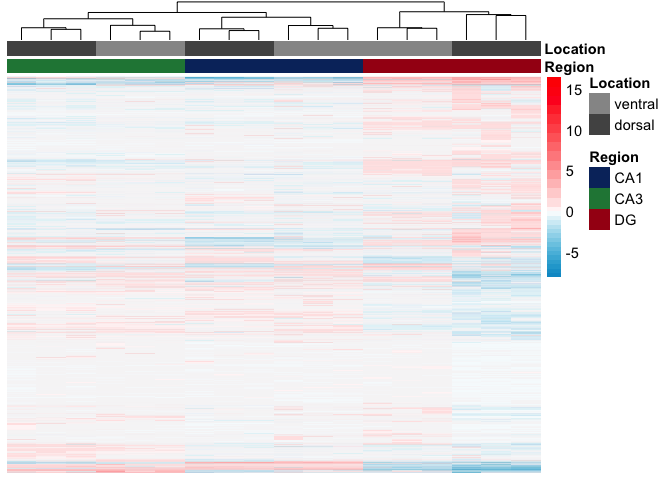 Location
Region
Location
ventral
dorsal
Region
CA1
CA3
DG
15
10
5
0
-5